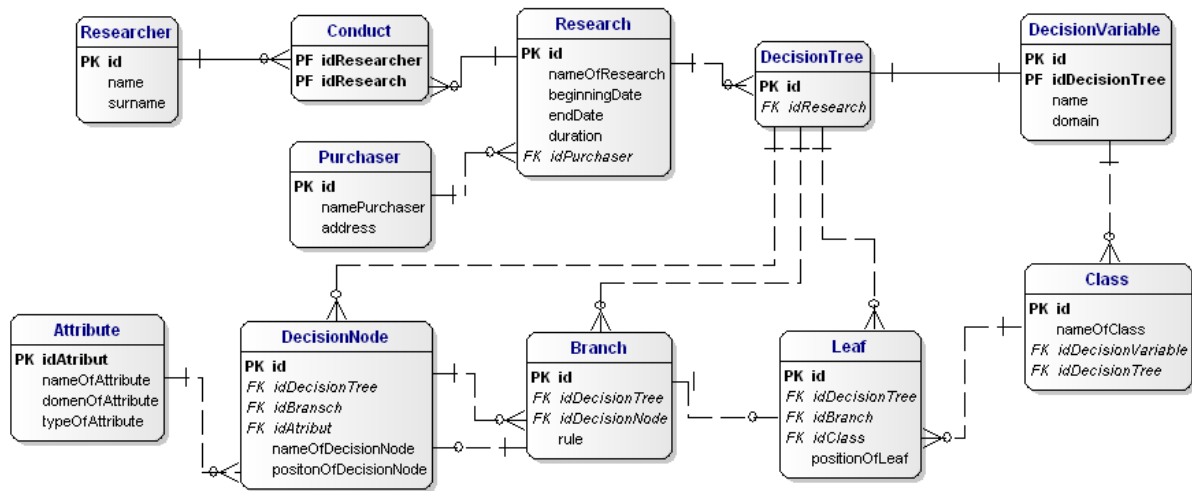 Researcher
PK id
name
surname
Conduct
PF idResearcher
PF idResearch
Research
PK id
nameOfResearch
beginningDate
endDate
duration
FK idPurchaser
DecisionTree
PK id
FK idResearch
DecisionVariable
PK id
PF idDecisionTree
name
domain
Purchaser
PK id
namePurchaser
address
Attribute
PK idAtribut
nameOfAttribute
domenOfAttribute
typeOfAttribute
DecisionNode
PK id
FK idDecisionTree
FK idBransch
FK idAtribut
nameOfDecisionNode
positonOfDecisionNode
Branch
PK id
FK idDecisionTree
FK idDecisionNode
rule
Leaf
PK id
FK idDecisionTree
FK idBranch
FK idClass
positionOfLeaf
Class
PK id
nameOfClass
FK idDecisionVariable
FK idDecisionTree